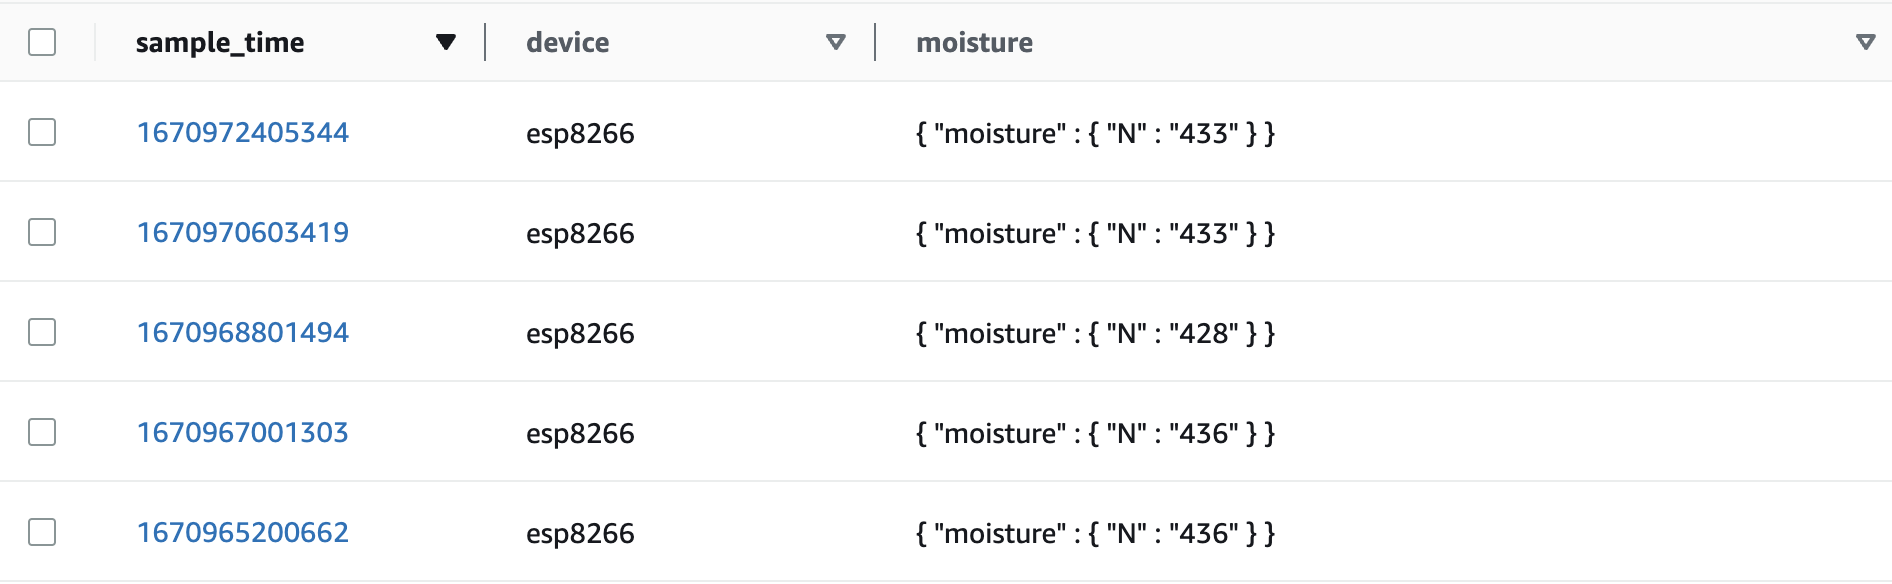 sample_time device moisture
1670972405344 esp8266 { "moisture" : { "N" : "433" } }
1670970603419 esp8266 { "moisture" : { "N" : "433" } }
1670968801494 esp8266 { "moisture" : { "N" : "428" } }
1670967001303 esp8266 { "moisture" : { "N" : "436" } }
1670965200662 esp8266 { "moisture" : { "N" : "436" } }